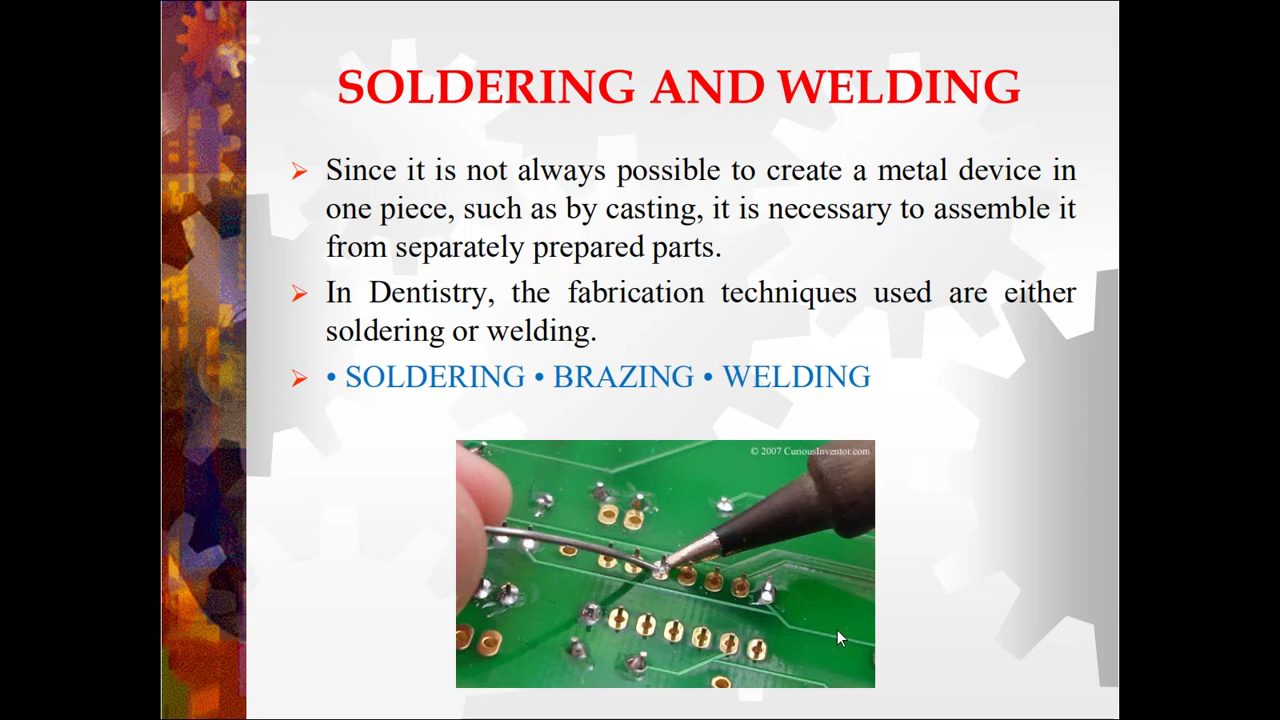 SOLDERING AND WELDING
Since it is not always possible to create a metal device in
one piece, such as by casting, it is necessary to assemble it
from separately prepared parts.
In Dentistry, the fabrication techniques used are either
soldering or welding.
• SOLDERING • BRAZING • WELDING
© 2007 CuriousInventor.com